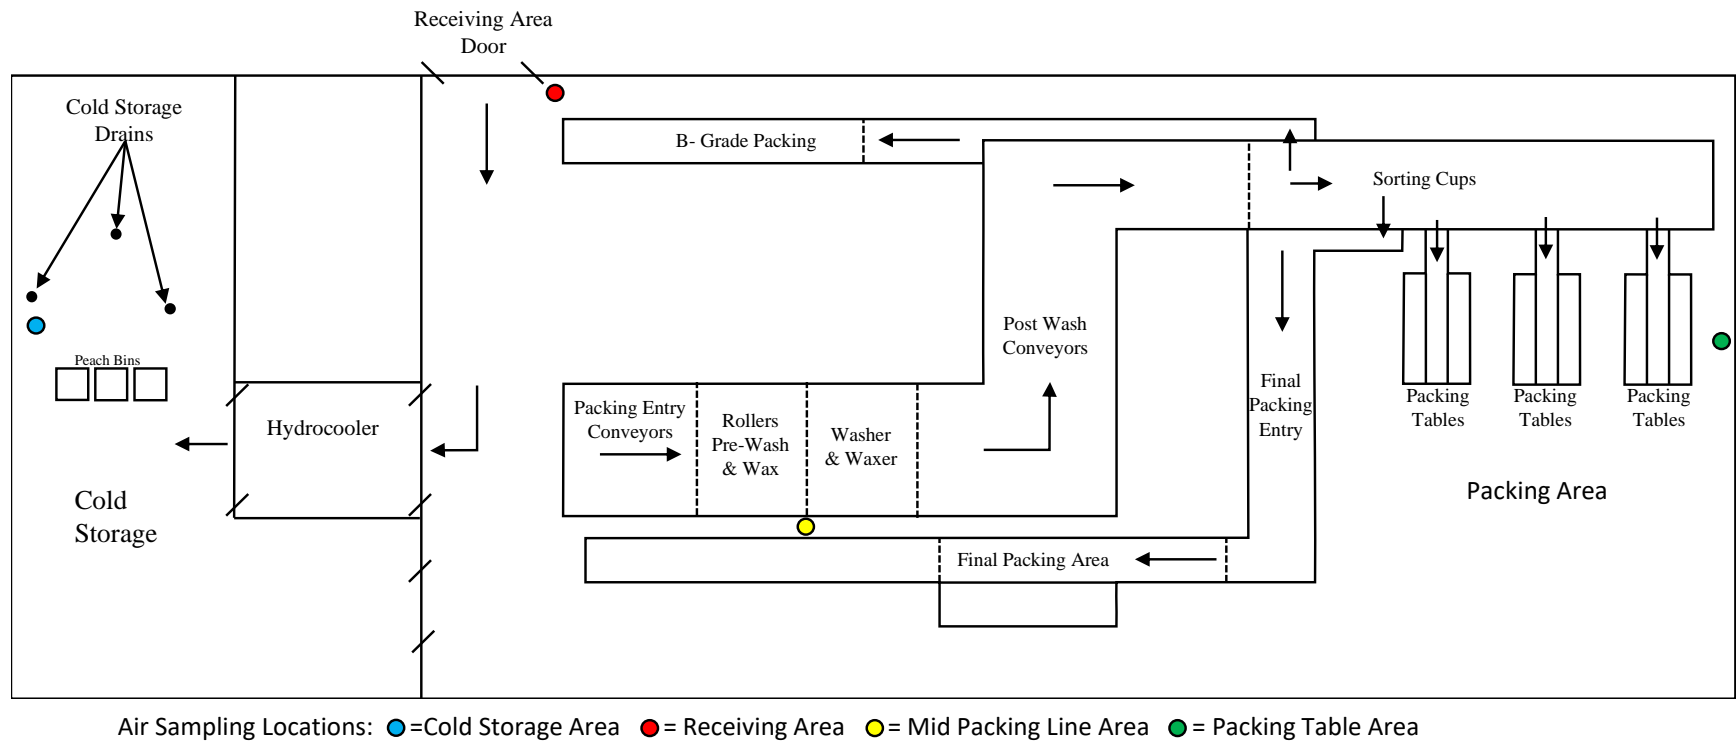 Receiving Area
Door
Cold Storage
Drains
B- Grade Packing
Sorting Cups
Peach Bins
Post Wash
Conveyors
Packing Entry
Conveyors
Rollers
Pre-Wash
& Wax
Washer
& Waxer
Final
Packing
Entry
Packing
Tables
Packing
Tables
Packing
Tables
Hydrocooler
Cold
Storage
Packing Area
Final Packing Area
Air Sampling Locations: =Cold Storage Area = Receiving Area = Mid Packing Line Area = Packing Table Area